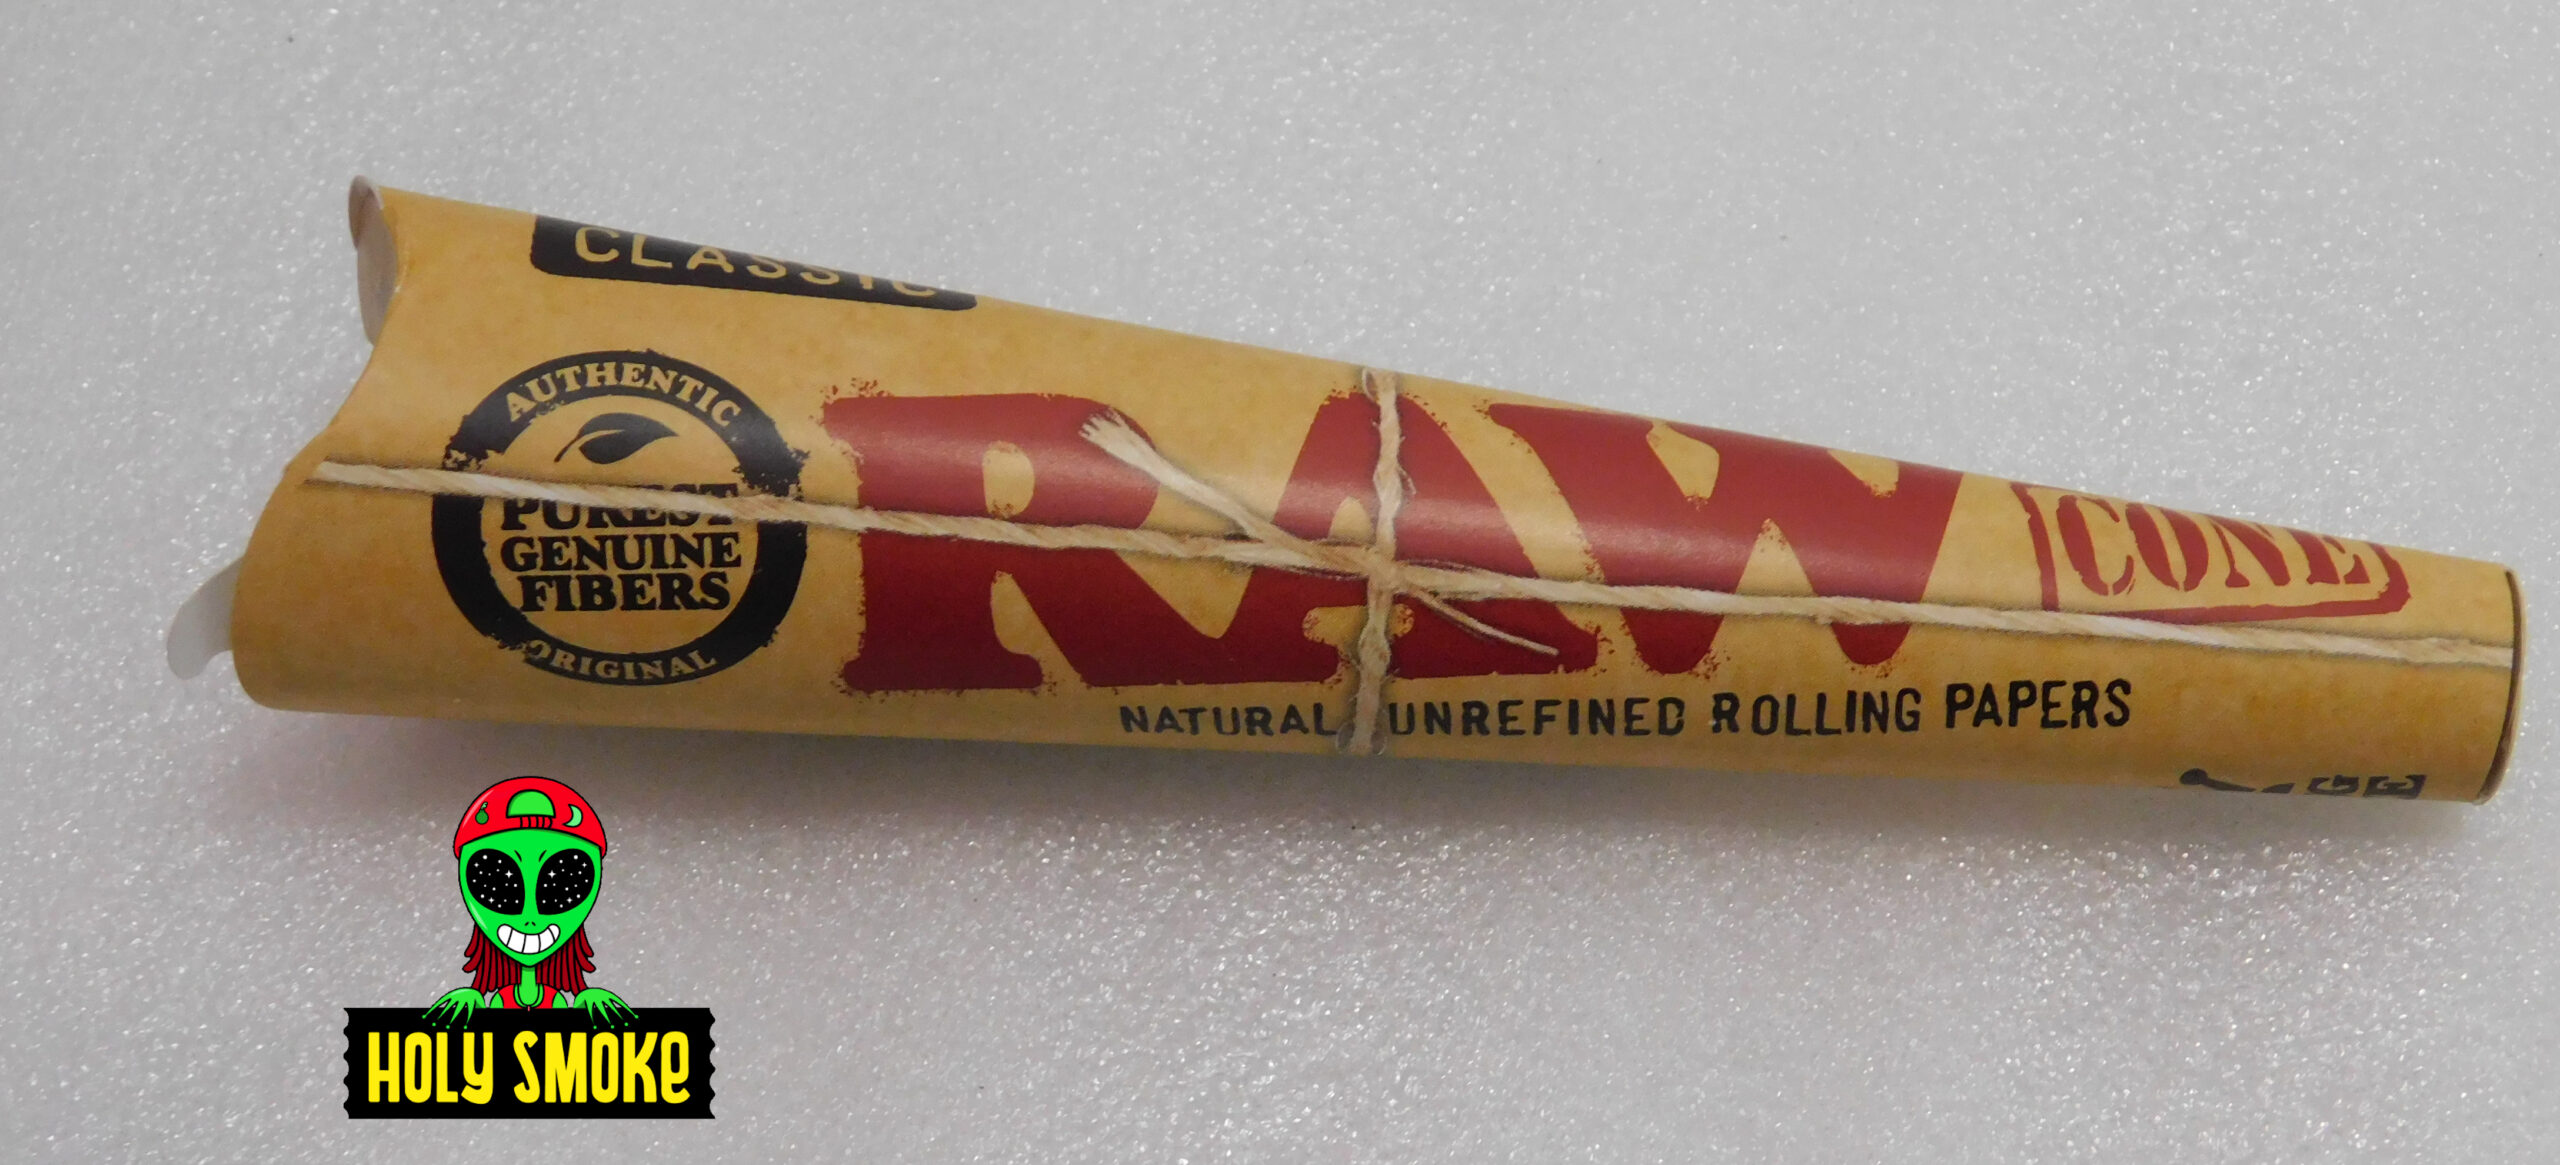 CLASSIC
AUTHENTIC
PUREST
GENUINE
FIBERS
ORIGINAL
RAW
CONE
NATURAL UNREFINED ROLLING PAPERS
HOLY SMOKE